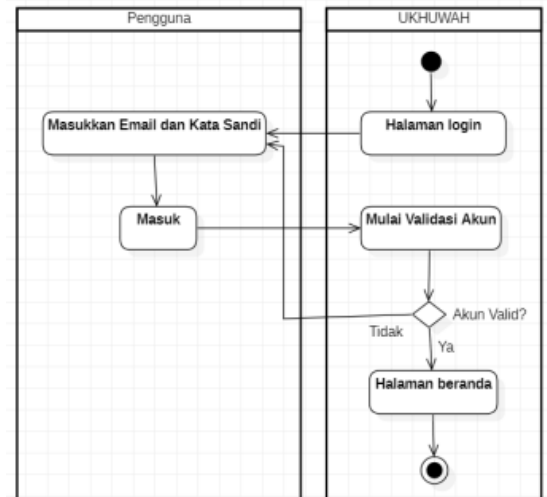 Pengguna
UKHUWAH
Masukkan Email dan Kata Sandi
Halaman login
Masuk
Mulai Validasi Akun
Akun Valid?
Tidak
Ya
Halaman beranda